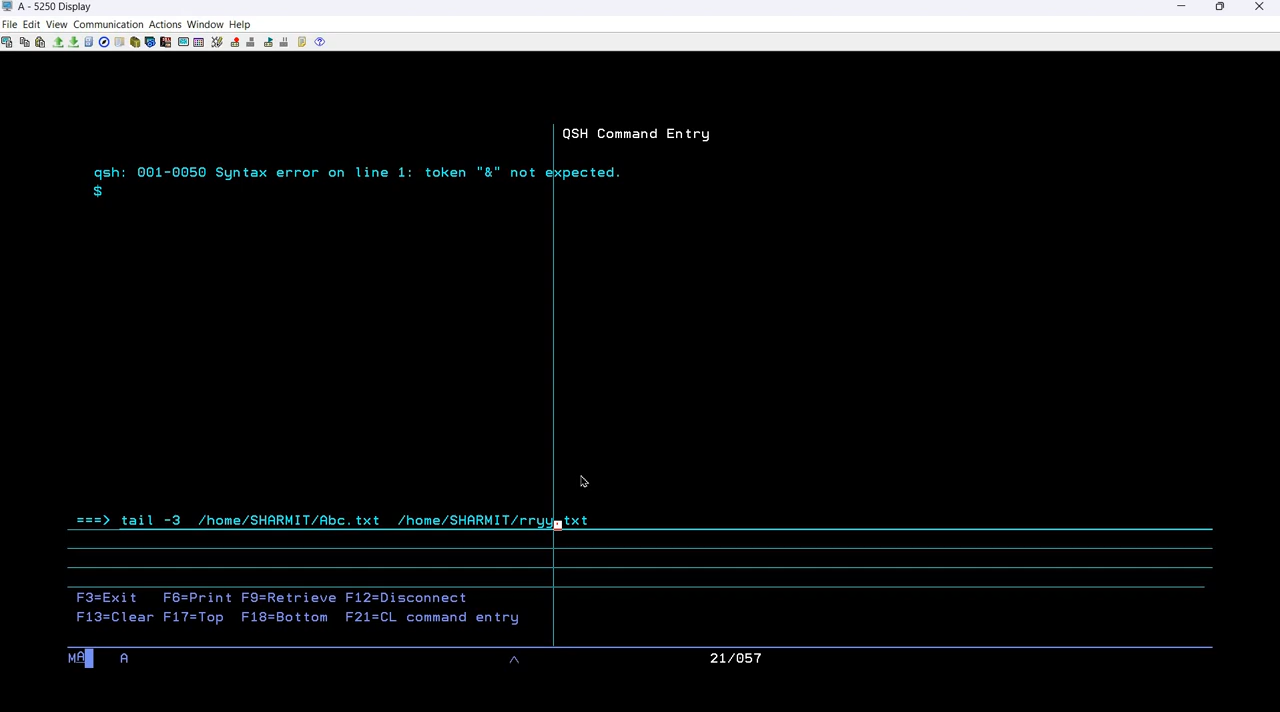 A - 5250 Display
File Edit View Communication Actions Window Help
QSH Command Entry
qsh: 001-0050 Syntax error on line 1: token "&" not expected.
$
===> tail -3  /home/SHARMIT/Abc.txt  /home/SHARMIT/rryy.txt
F3=Exit   F6=Print F9=Retrieve F12=Disconnect
F13=Clear F17=Top  F18=Bottom  F21=CL command entry
MA   A   ^   21/057